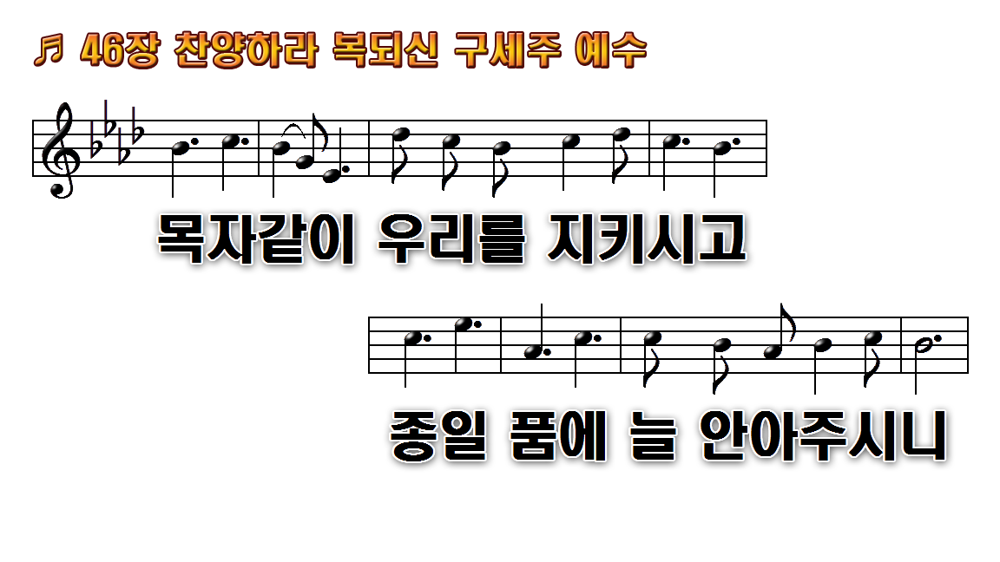 ♬ 46장 찬양하라 복되신 구세주 예수
목자같이 우리를 지키시고
종일 품에 늘 안아주시니